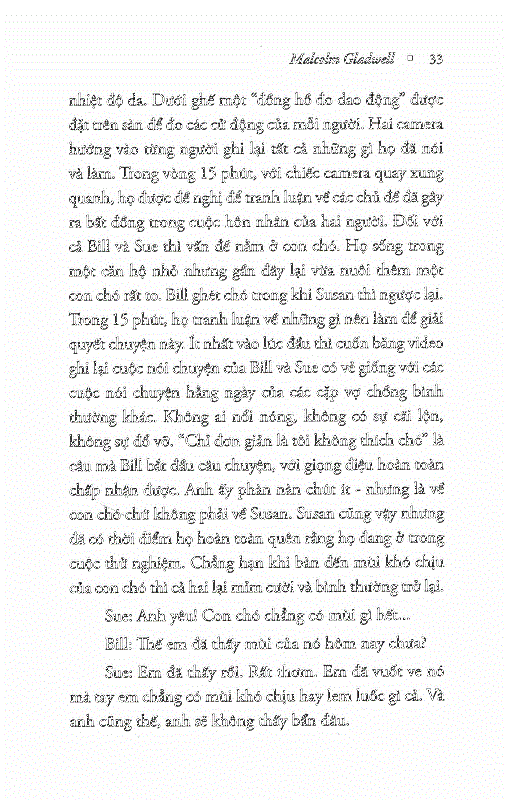 Malcolm Gladwell ▫ 33
nhiệt độ da. Dưới ghế một “đồng hồ đo dao động” được
đặt trên sàn để đo các cử động của mỗi người. Hai camera
hướng vào từng người ghi lại tất cả những gì họ đã nói
và làm. Trong vòng 15 phút, với chiếc camera quay xung
quanh, họ được đề nghị để tranh luận về các chủ đề đã gây
ra bất đồng trong cuộc hôn nhân của hai người. Đối với
cả Bill và Sue thì vấn đề nằm ở con chó. Họ sống trong
một căn hộ nhỏ nhưng gần đây lại vừa nuôi thêm một
con chó rất to. Bill ghét chó trong khi Susan thì ngược lại.
Trong 15 phút, họ tranh luận về những gì nên làm để giải
quyết chuyện này. Ít nhất vào lúc đầu thì cuốn băng video
ghi lại cuộc nói chuyện của Bill và Sue có vẻ giống với các
cuộc nói chuyện hằng ngày của các cặp vợ chồng bình
thường khác. Không ai nổi nóng, không có sự cãi lộn,
không sự đổ vỡ. “Chỉ đơn giản là tôi không thích chó” là
câu mà Bill bắt đầu câu chuyện, với giọng điệu hoàn toàn
chấp nhận được. Anh ấy phàn nàn chút ít - nhưng là về
con chó chứ không phải về Susan. Susan cũng vậy nhưng
đã có thời điểm họ hoàn toàn quên rằng họ đang ở trong
cuộc thử nghiệm. Chẳng hạn khi bàn đến mùi khó chịu
của con chó thì cả hai lại mỉm cười và bình thường trở lại.
Sue: Anh yêu! Con chó chẳng có mùi gì hết...
Bill: Thế em đã thấy mùi của nó hôm nay chưa?
Sue: Em đã thấy rồi. Rất thơm. Em đã vuốt ve nó
mà tay em chẳng có mùi khó chịu hay lem luốc gì cả. Và
anh cũng thế, anh sẽ không thấy bẩn đâu.